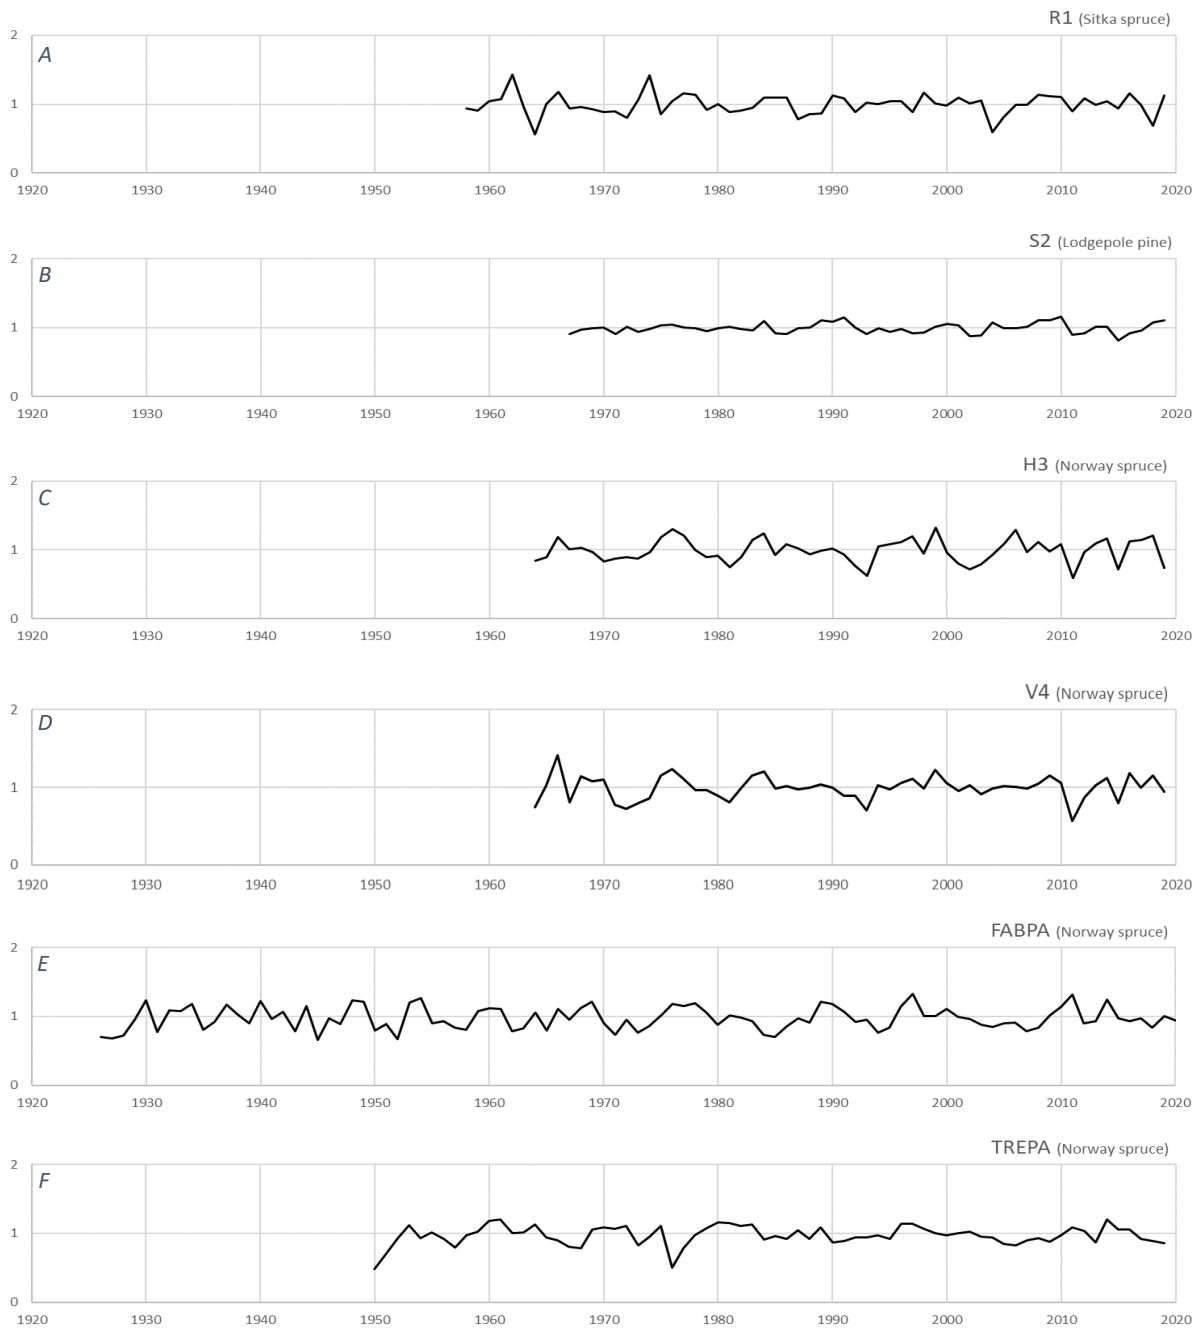 R1 (Sitka spruce)
2
A
1
0
1920 1930 1940 1950 1960 1970 1980 1990 2000 2010 2020
S2 (Lodgepole pine)
2
B
1
0
1920 1930 1940 1950 1960 1970 1980 1990 2000 2010 2020
H3 (Norway spruce)
2
C
1
0
1920 1930 1940 1950 1960 1970 1980 1990 2000 2010 2020
V4 (Norway spruce)
2
D
1
0
1920 1930 1940 1950 1960 1970 1980 1990 2000 2010 2020
FABPA (Norway spruce)
2
E
1
0
1920 1930 1940 1950 1960 1970 1980 1990 2000 2010 2020
TREPA (Norway spruce)
2
F
1
0
1920 1930 1940 1950 1960 1970 1980 1990 2000 2010 2020